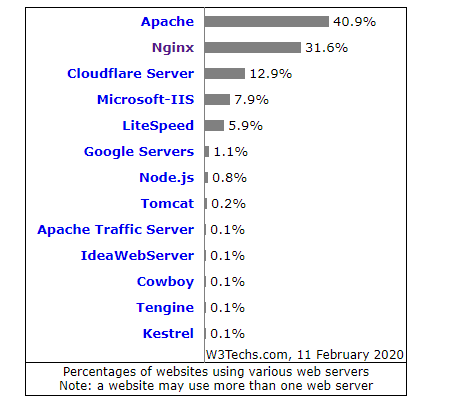 Apache 40.9%
Nginx 31.6%
Cloudflare Server 12.9%
Microsoft-IIS 7.9%
LiteSpeed 5.9%
Google Servers 1.1%
Node.js 0.8%
Tomcat 0.2%
Apache Traffic Server 0.1%
IdeaWebServer 0.1%
Cowboy 0.1%
Tengine 0.1%
Kestrel 0.1%
W3Techs.com, 11 February 2020
Percentages of websites using various web servers
Note: a website may use more than one web server